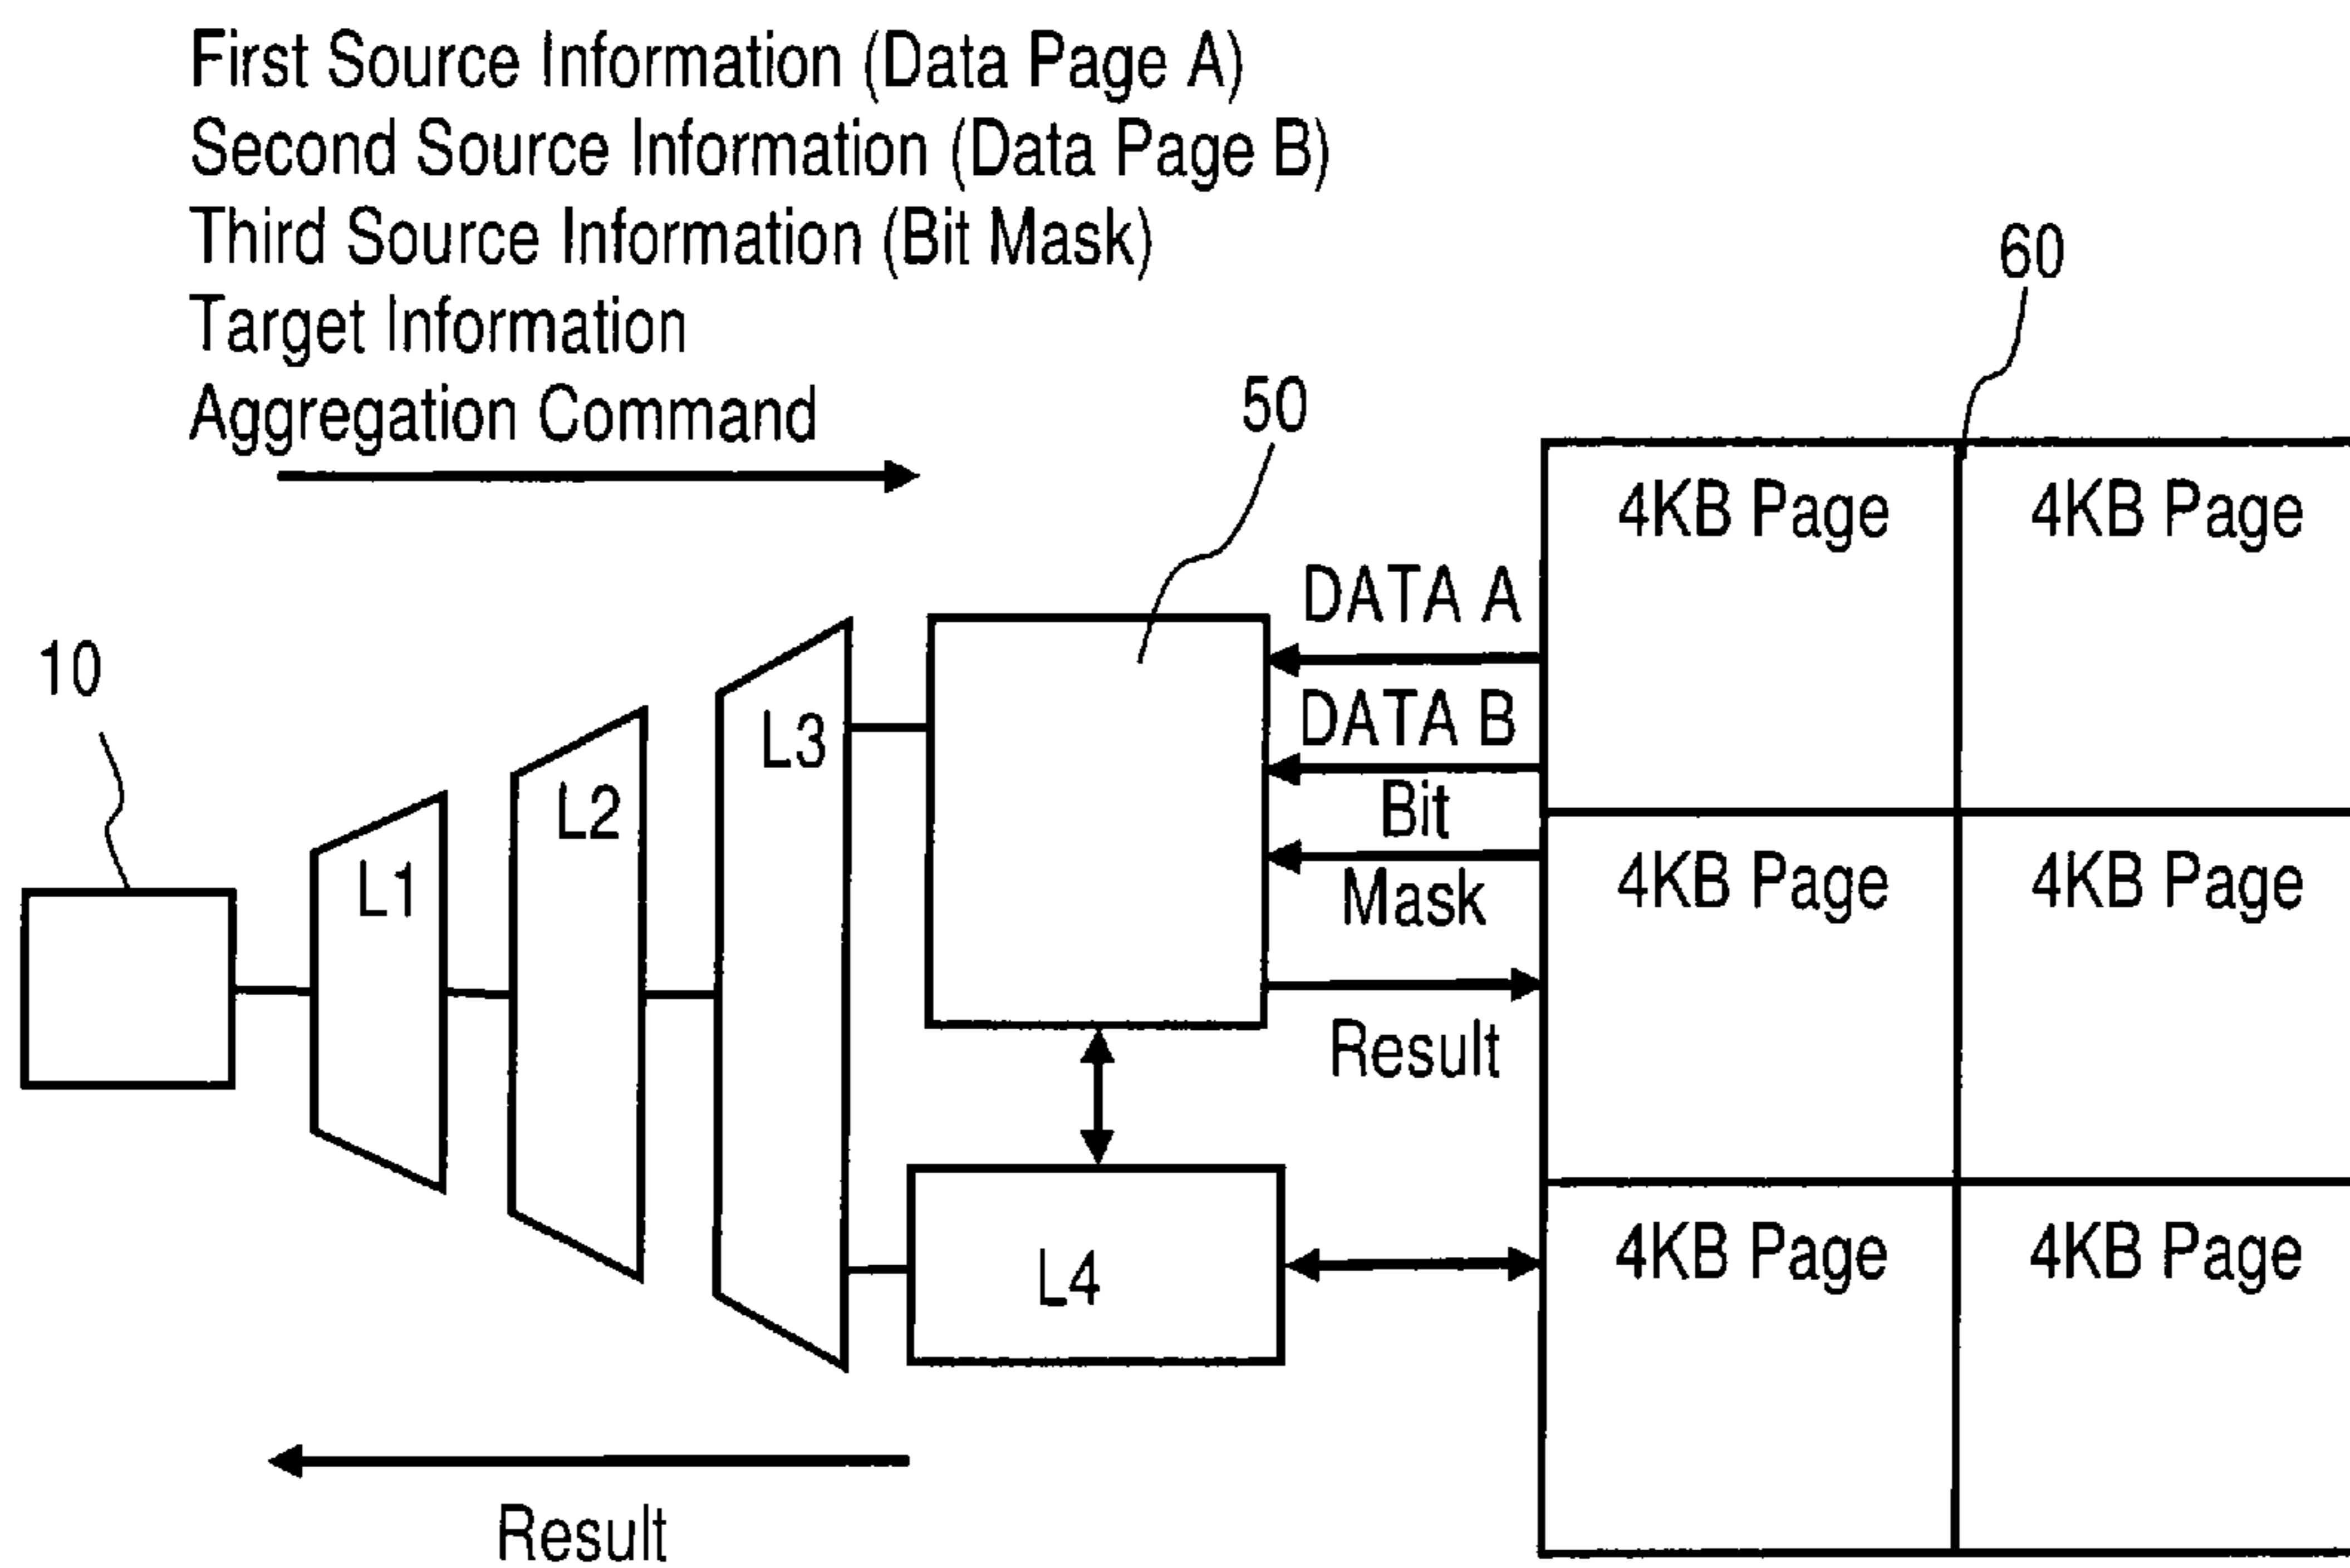 First Source Information (Data Page A)
Second Source Information (Data Page B)
Third Source Information (Bit Mask)
Target Information
Aggregation Command
60
50
4KB Page 4KB Page
DATA A
10
DATA B
L3
L2
Bit
Mask
L1
4KB Page 4KB Page
Result
L4
4KB Page 4KB Page
Result